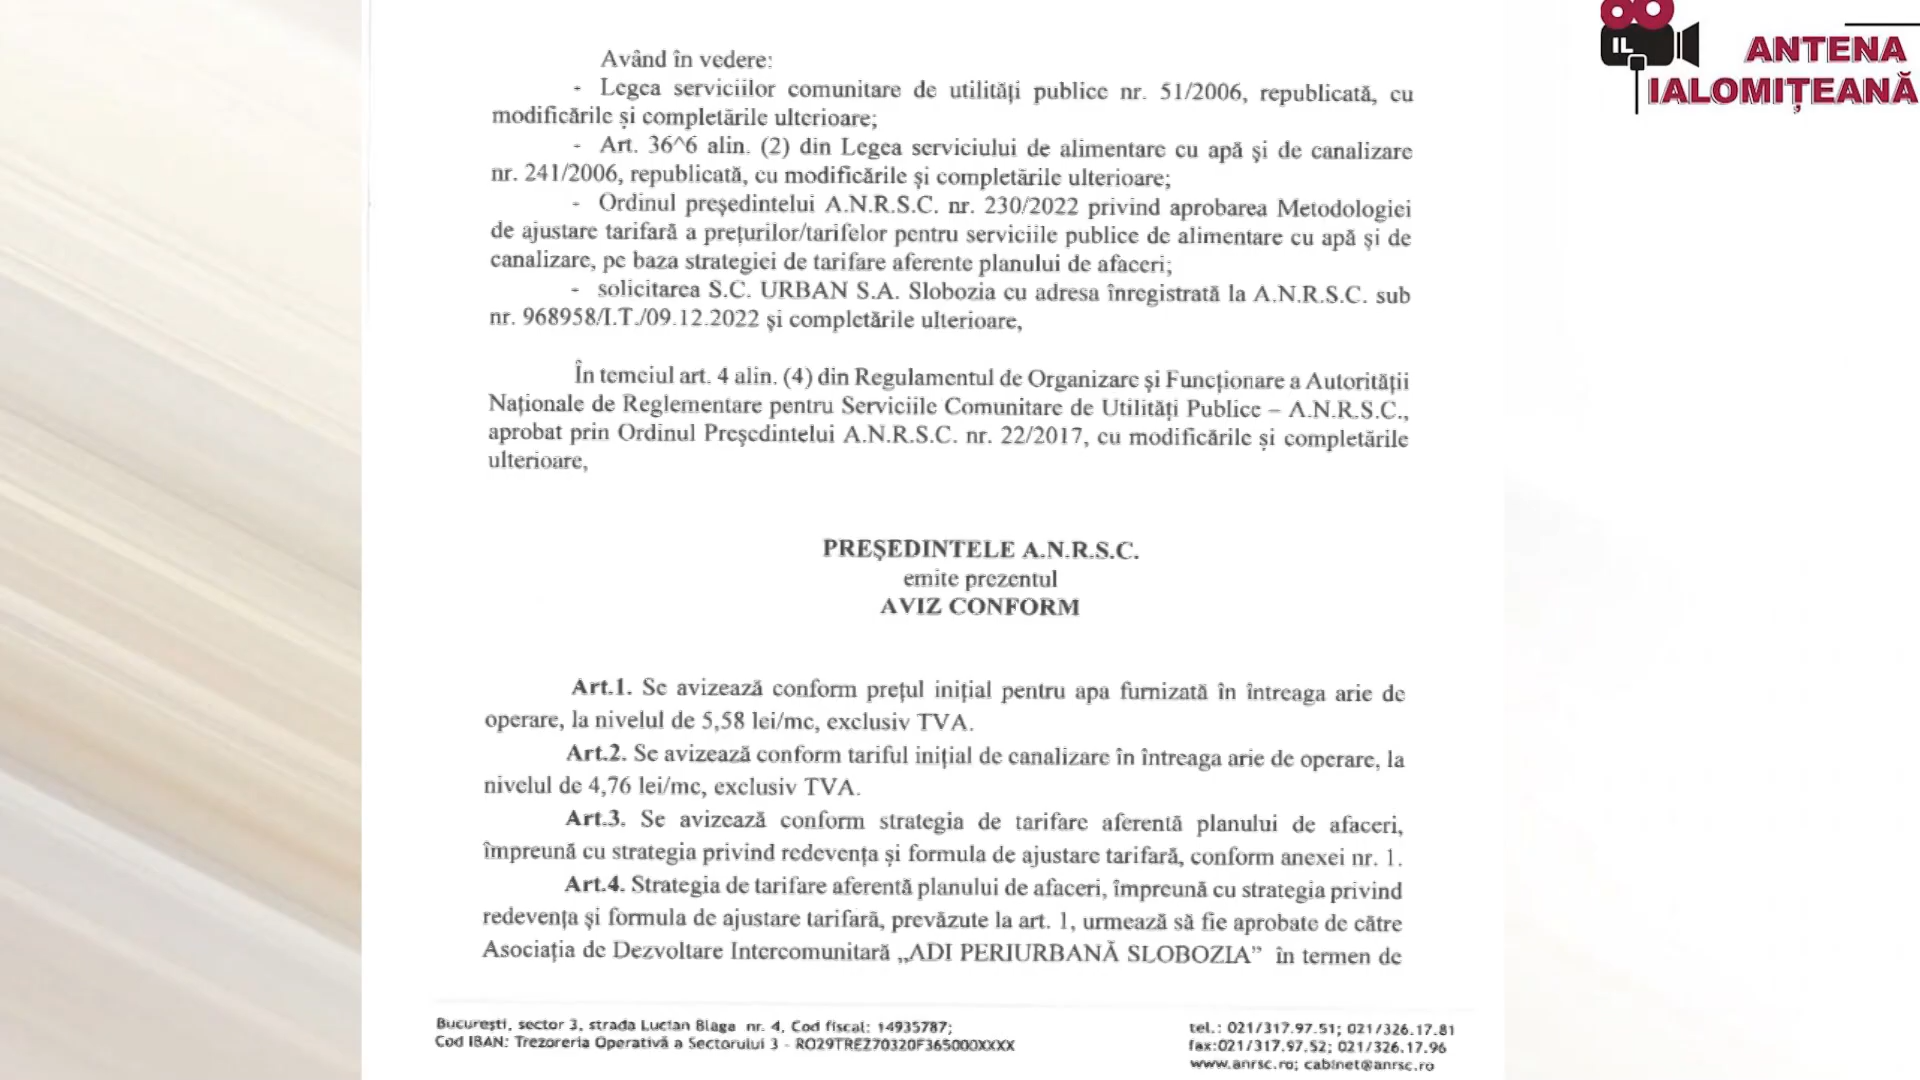 IL
ANTENA
IALOMIȚEANĂ
Având în vedere:
- Legea serviciilor comunitare de utilități publice nr. 51/2006, republicată, cu
modificările și completările ulterioare;
- Art. 36^6 alin. (2) din Legea serviciului de alimentare cu apă și de canalizare
nr. 241/2006, republicată, cu modificările și completările ulterioare;
- Ordinul președintelui A.N.R.S.C. nr. 230/2022 privind aprobarea Metodologiei
de ajustare tarifară a prețurilor/tarifelor pentru serviciile publice de alimentare cu apă și de
canalizare, pe baza strategiei de tarifare aferente planului de afaceri;
- solicitarea S.C. URBAN S.A. Slobozia cu adresa înregistrată la A.N.R.S.C. sub
nr. 968958/I.T./09.12.2022 și completările ulterioare,
În temeiul art. 4 alin. (4) din Regulamentul de Organizare și Funcționare a Autorității
Naționale de Reglementare pentru Serviciile Comunitare de Utilități Publice – A.N.R.S.C.,
aprobat prin Ordinul Președintelui A.N.R.S.C. nr. 22/2017, cu modificările și completările
ulterioare,
PREȘEDINTELE A.N.R.S.C.
emite prezentul
AVIZ CONFORM
Art.1. Se avizează conform prețul inițial pentru apa furnizată în întreaga arie de
operare, la nivelul de 5,58 lei/mc, exclusiv TVA.
Art.2. Se avizează conform tariful inițial de canalizare în întreaga arie de operare, la
nivelul de 4,76 lei/mc, exclusiv TVA.
Art.3. Se avizează conform strategia de tarifare aferentă planului de afaceri,
împreună cu strategia privind redevența și formula de ajustare tarifară, conform anexei nr. 1.
Art.4. Strategia de tarifare aferentă planului de afaceri, împreună cu strategia privind
redevența și formula de ajustare tarifară, prevăzute la art. 1, urmează să fie aprobate de către
Asociația de Dezvoltare Intercomunitară „ADI PERIURBANĂ SLOBOZIA” în termen de
București, sector 3, strada Lucian Blaga nr. 4, Cod fiscal: 14935787;
Cod IBAN: Trezoreria Operativă a Sectorului 3 - RO29TREZ70320F365000XXXX
tel.: 021/317.97.51; 021/326.17.81
fax:021/317.97.52; 021/326.17.96
www.anrsc.ro; cabinet@anrsc.ro